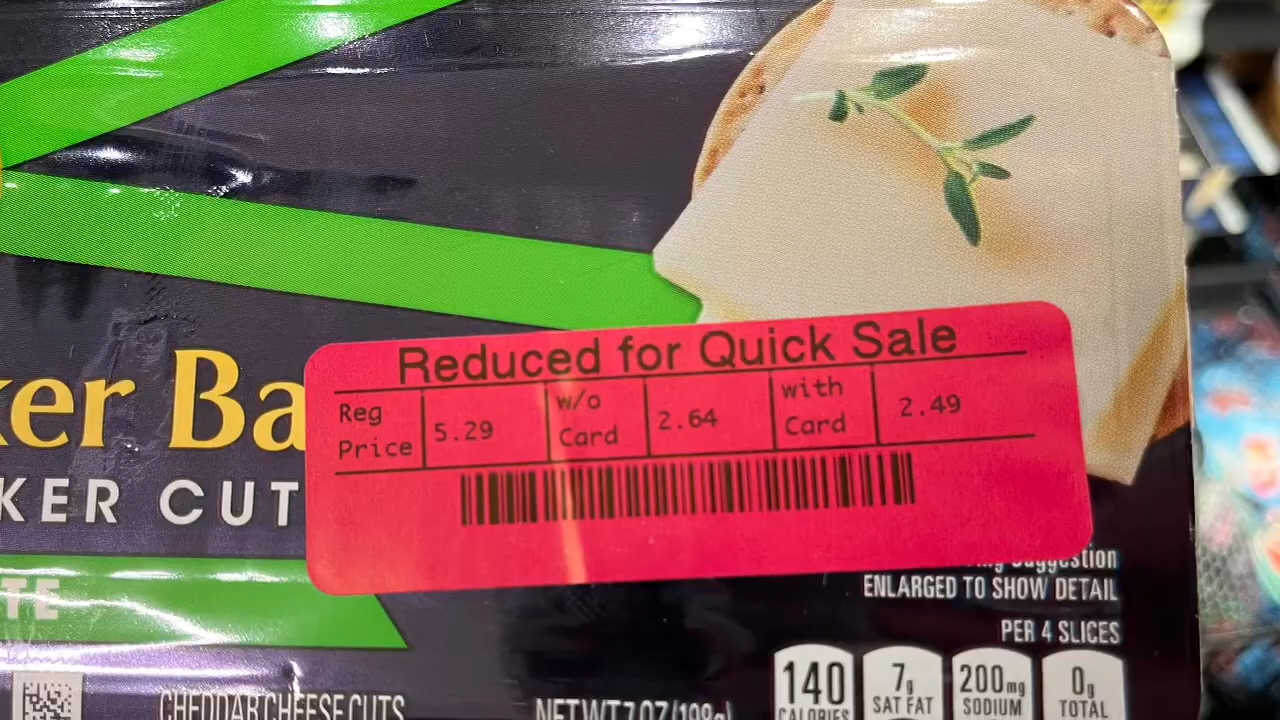 Reduced for Quick Sale
Reg Price 5.29 w/o Card 2.64 with Card 2.49
ker Ba
KER CUT
TE
Suggestion
ENLARGED TO SHOW DETAIL
PER 4 SLICES
140 CALORIES
7g SAT FAT
200mg SODIUM
0g TOTAL
CHEDDAR CHEESE CUTS
NET WT 7 OZ (198g)